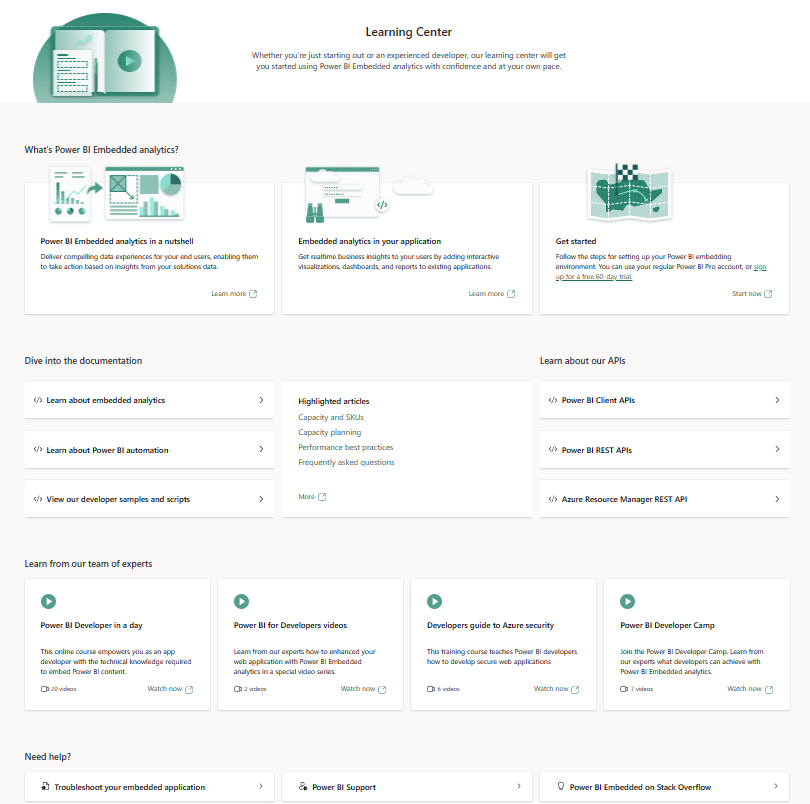 Learning Center
Whether you're just starting out or an experienced developer, our learning center will get
you started using Power BI Embedded analytics with confidence and at your own pace.
What's Power BI Embedded analytics?
Power BI Embedded analytics in a nutshell
Deliver compelling data experiences for your end users, enabling them
to take action based on insights from your solutions data.
Learn more
Embedded analytics in your application
Get realtime business insights to your users by adding interactive
visualizations, dashboards, and reports to existing applications.
Learn more
Get started
Follow the steps for setting up your Power BI embedding
environment. You can use your regular Power BI Pro account, or sign
up for a free 60-day trial.
Start now
Dive into the documentation
Learn about embedded analytics
Learn about Power BI automation
View our developer samples and scripts
Highlighted articles
Capacity and SKUs
Capacity planning
Performance best practices
Frequently asked questions
More
Learn about our APIs
Power BI Client APIs
Power BI REST APIs
Azure Resource Manager REST API
Learn from our team of experts
Power BI Developer in a day
This online course empowers you as an app
developer with the technical knowledge required
to embed Power BI content.
20 videos
Watch now
Power BI for Developers videos
Learn from our experts how to enhance your
web application with Power BI Embedded
analytics in a special video series.
2 videos
Watch now
Developers guide to Azure security
This training course teaches Power BI developers
how to develop secure web applications
6 videos
Watch now
Power BI Developer Camp
Join the Power BI Developer Camp. Learn from
our experts what developers can achieve with
Power BI Embedded analytics.
7 videos
Watch now
Need help?
Troubleshoot your embedded application
Power BI Support
Power BI Embedded on Stack Overflow